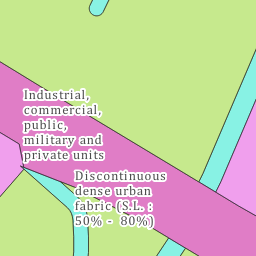 Industrial,
commercial,
public,
military and
private units
Discontinuous
dense urban
fabric (S.L. :
50% -  80%)